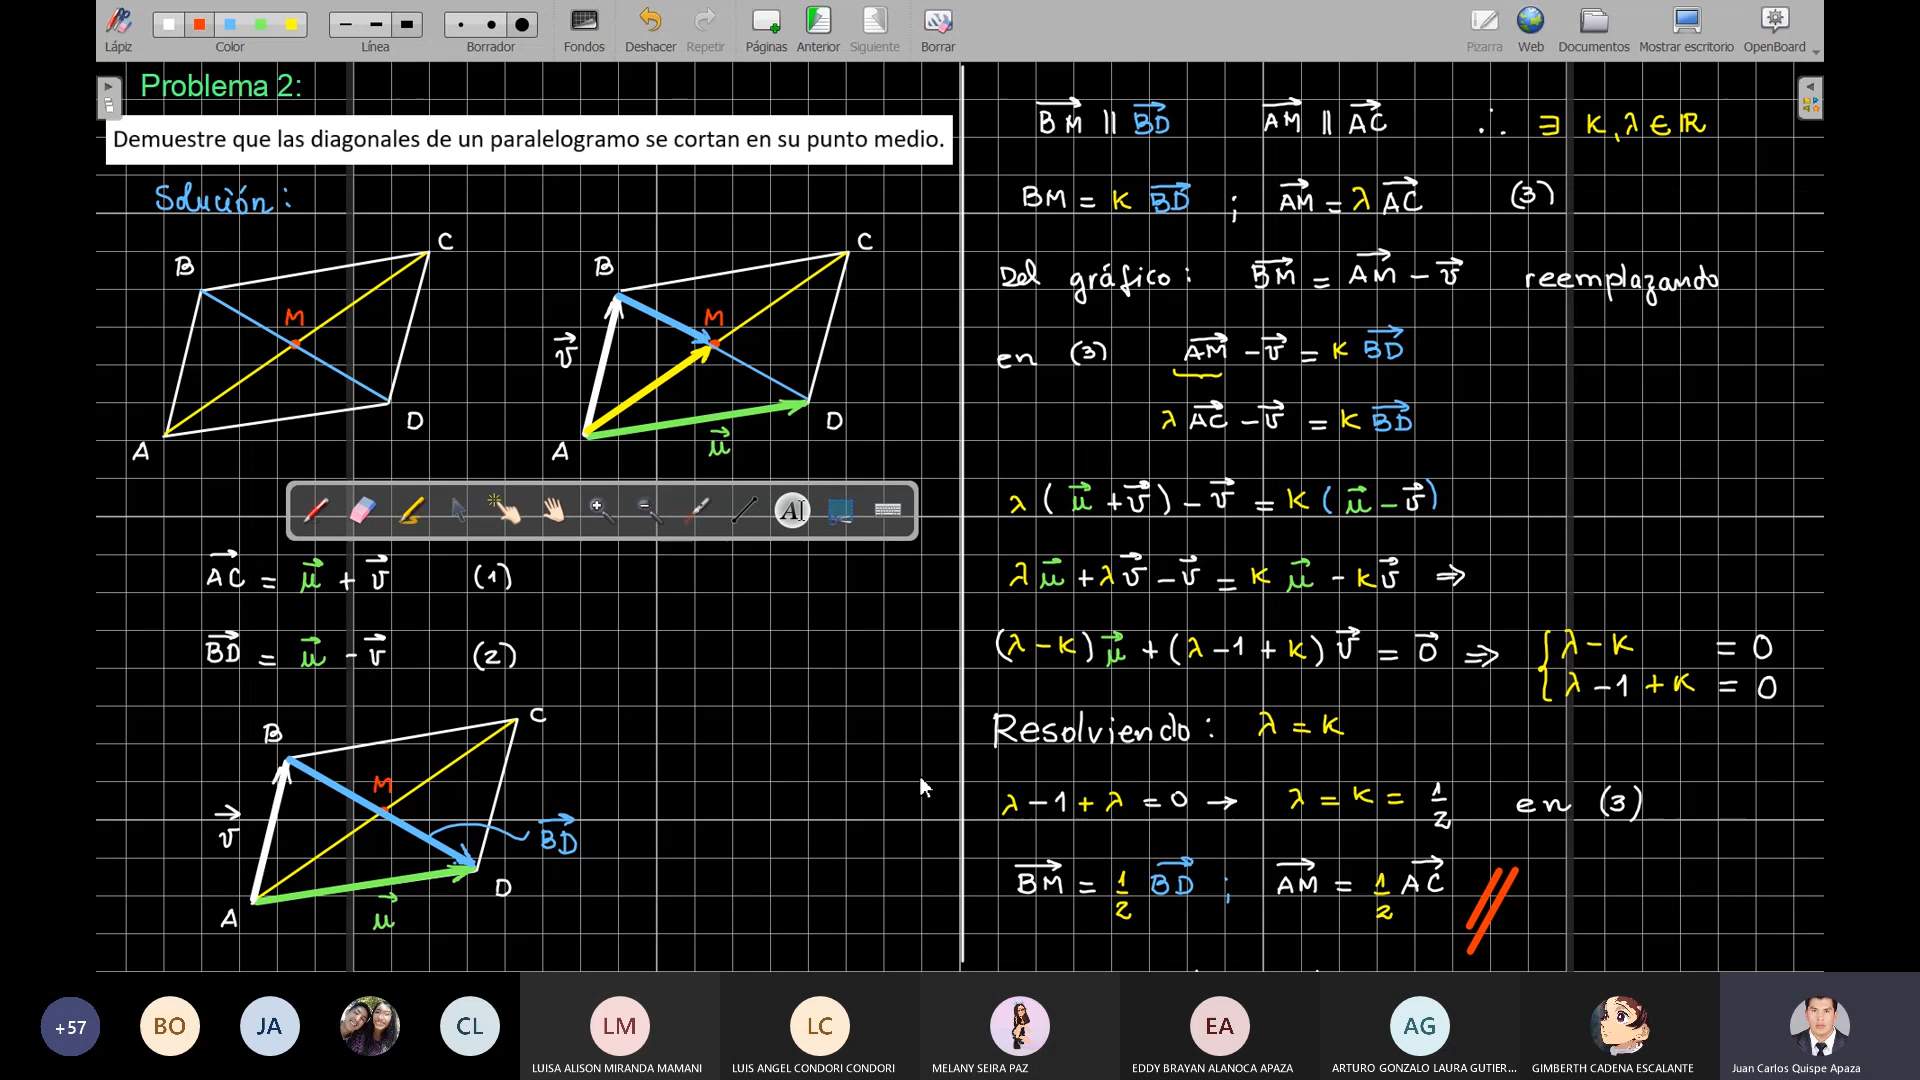 Lápiz Color Línea Borrador Fondos Deshacer Repetir Páginas Anterior Siguiente Borrar Pizarra Web Documentos Mostrar escritorio OpenBoard
Problema 2:
Demuestre que las diagonales de un paralelogramo se cortan en su punto medio.
Solución:
B C M A D
B C M v⃗ A D μ⃗
AI
AC⃗ = μ⃗ + v⃗ (1)
BD⃗ = μ⃗ - v⃗ (2)
B C M v⃗ BD⃗ A D μ⃗
BM⃗ || BD⃗ AM⃗ || AC⃗ ∴ ∃ K, λ ∈ ℝ
BM = K BD⃗ ; AM⃗ = λ AC⃗ (3)
Del gráfico: BM⃗ = AM⃗ - v⃗ reemplazando
en (3) AM⃗ - v⃗ = K BD⃗
λ AC⃗ - v⃗ = K BD⃗
λ (μ⃗ + v⃗) - v⃗ = K (μ⃗ - v⃗)
λμ⃗ + λv⃗ - v⃗ = Kμ⃗ - Kv⃗ ⇒
(λ - K)μ⃗ + (λ - 1 + K)v⃗ = 0⃗ ⇒ { λ - K = 0
{ λ - 1 + K = 0
Resolviendo: λ = K
λ - 1 + λ = 0 → λ = K = 1/2 en (3)
BM⃗ = 1/2 BD⃗ ; AM⃗ = 1/2 AC⃗
+57 BO JA CL LM LC EA AG
LUISA ALISON MIRANDA MAMANI LUIS ANGEL CONDORI CONDORI MELANY SEIRA PAZ EDDY BRAYAN ALANOCA APAZA ARTURO GONZALO LAURA GUTIER... GIMBERTH CADENA ESCALANTE Juan Carlos Quispe Apaza